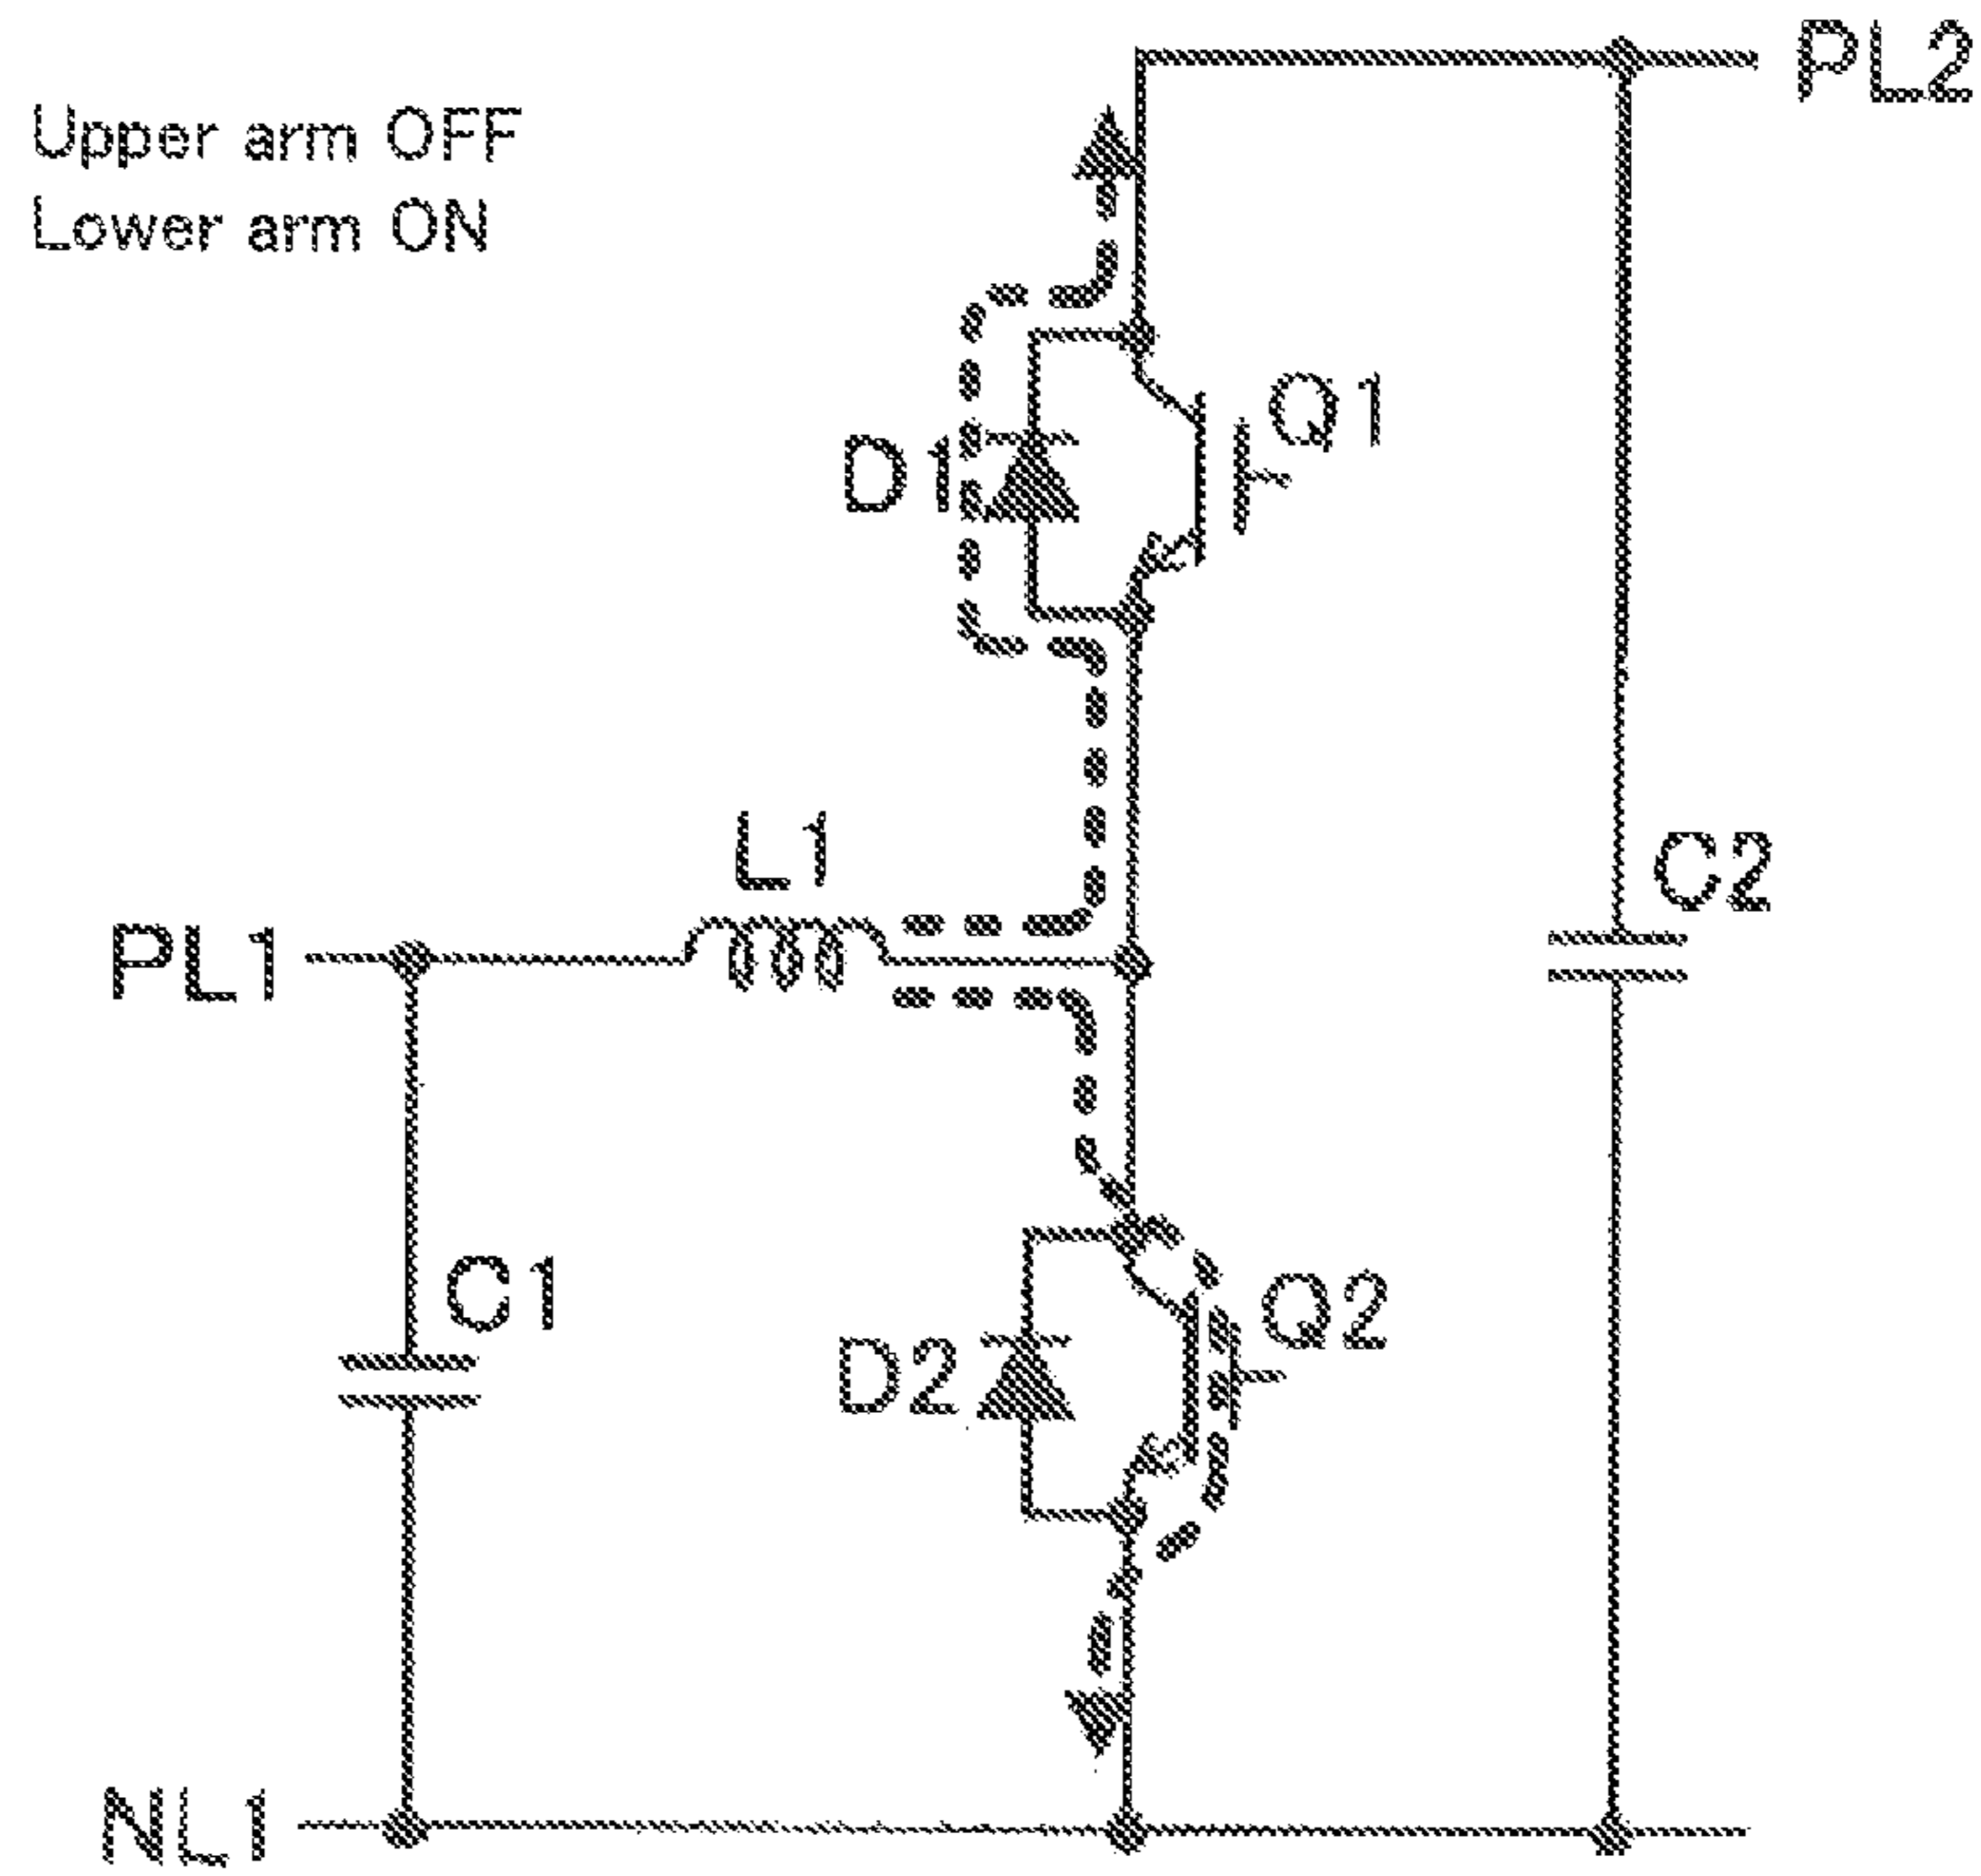 PL2
Upper arm OFF
Lower arm ON
Q1
D1
L1
C2
PL1
C1
Q2
D2
NL1